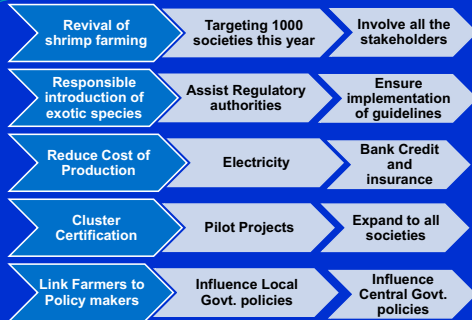 Revival of
shrimp farming
Targeting 1000
societies this year
Involve all the
stakeholders
Responsible
introduction of
exotic species
Assist Regulatory
authorities
Ensure
implementation
of guidelines
Reduce Cost of
Production
Electricity
Bank Credit
and
insurance
Cluster
Certification
Pilot Projects
Expand to all
societies
Link Farmers to
Policy makers
Influence Local
Govt. policies
Influence
Central Govt.
policies